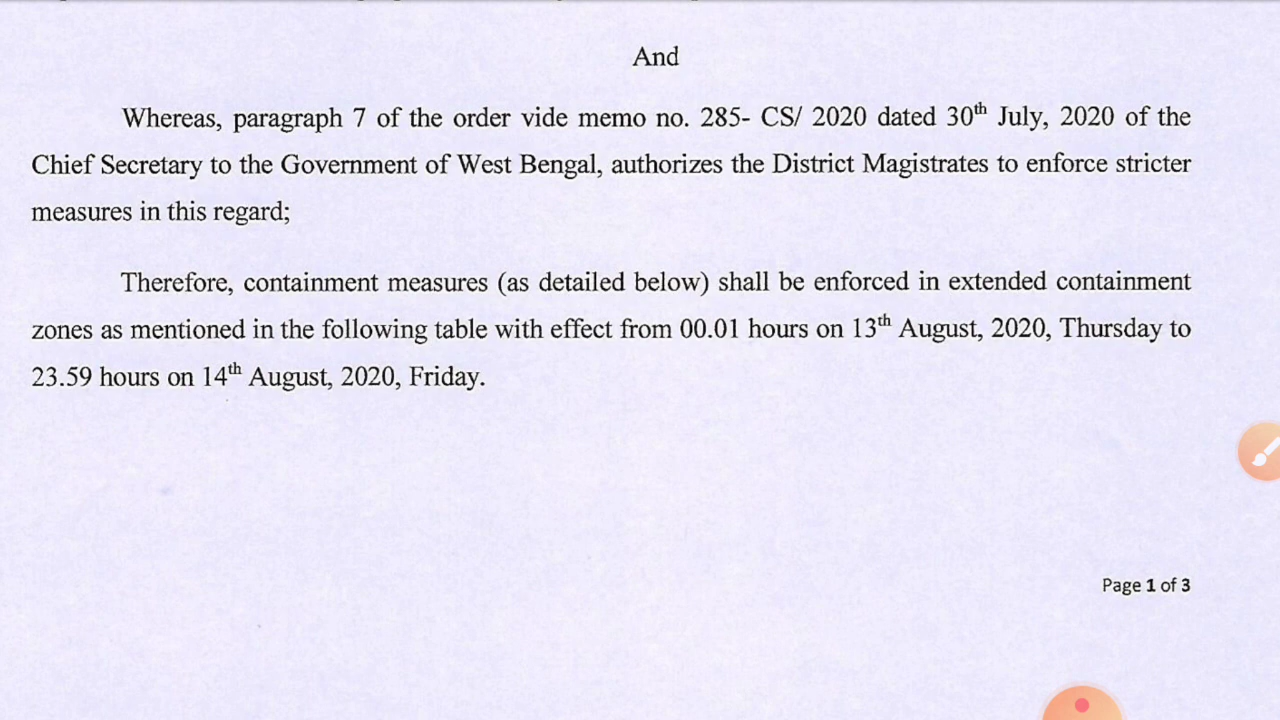 And
Whereas, paragraph 7 of the order vide memo no. 285- CS/ 2020 dated 30th July, 2020 of the
Chief Secretary to the Government of West Bengal, authorizes the District Magistrates to enforce stricter
measures in this regard;
Therefore, containment measures (as detailed below) shall be enforced in extended containment
zones as mentioned in the following table with effect from 00.01 hours on 13th August, 2020, Thursday to
23.59 hours on 14th August, 2020, Friday.
Page 1 of 3